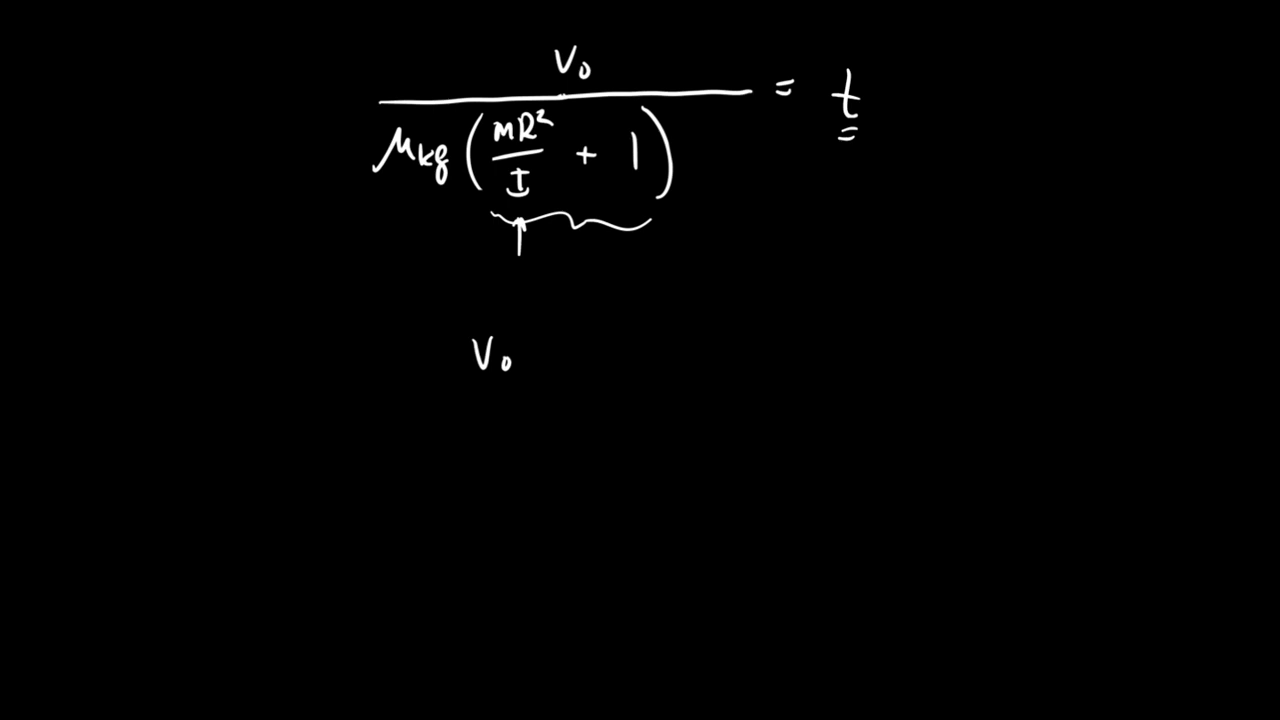 V₀ / μₖg (MR²/I + 1) = t
V₀